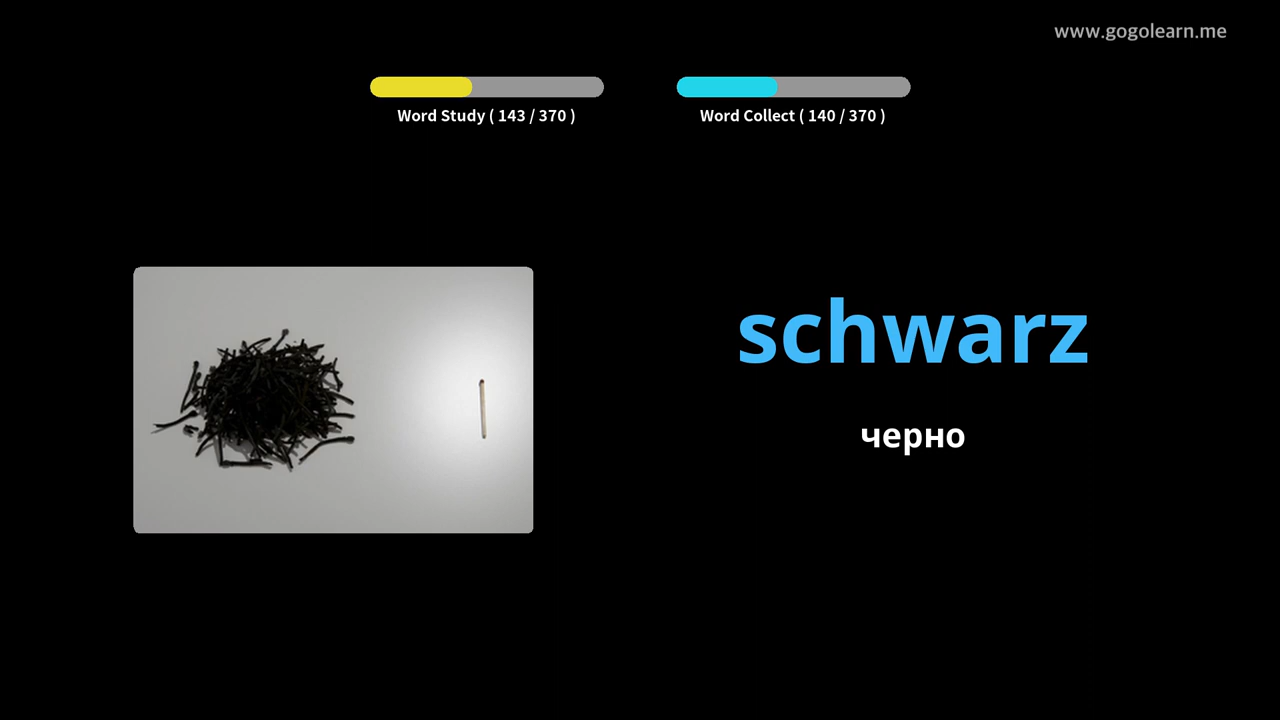 www.gogolearn.me
Word Study ( 143 / 370 )
Word Collect ( 140 / 370 )
schwarz
черно